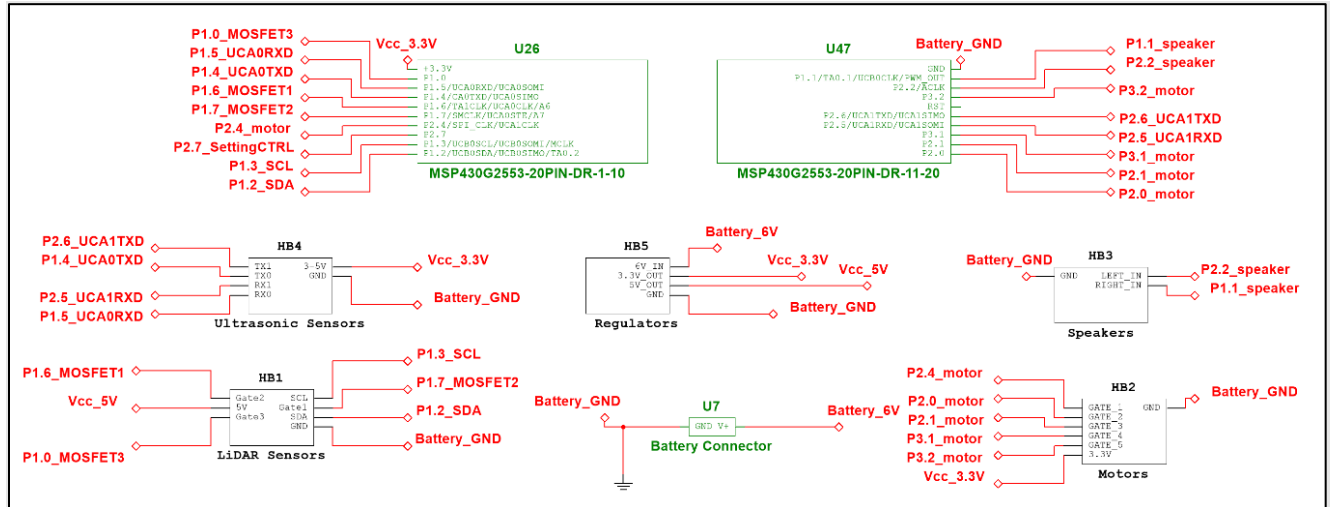 P1.0_MOSFET3
P1.5_UCA0RXD
P1.4_UCA0TXD
P1.6_MOSFET1
P1.7_MOSFET2
P2.4_motor
P2.7_SettingCTRL
P1.3_SCL
P1.2_SDA
Vcc_3.3V
U26
+3.3V
P1.0
P1.5/UCA0RXD/UCA0SOMI
P1.4/CA0TXD/UCA0SIMO
P1.6/TA1CLK/UCA0CLK/A6
P1.7/SMCLK/UCA0STE/A7
P2.4/SPI_CLK/UCA1CLK
P2.7
P1.3/UCB0SCL/UCB0SOMI/MCLK
P1.2/UCB0SDA/UCB0SIMO/TA0.2
MSP430G2553-20PIN-DR-1-10
U47
Battery_GND
GND
P1.1/TA0.1/UCB0CLK/PWM_OUT
P2.2/ACLK
P3.2
RST
P2.6/UCA1TXD/UCA1SIMO
P2.5/UCA1RXD/UCA1SOMI
P3.1
P2.1
P2.0
MSP430G2553-20PIN-DR-11-20
P1.1_speaker
P2.2_speaker
P3.2_motor
P2.6_UCA1TXD
P2.5_UCA1RXD
P3.1_motor
P2.1_motor
P2.0_motor
P2.6_UCA1TXD
P1.4_UCA0TXD
P2.5_UCA1RXD
P1.5_UCA0RXD
HB4
TX1 3-5V
TX0 GND
RX1
RX0
Ultrasonic Sensors
Vcc_3.3V
Battery_GND
HB5
6V_IN
3.3V_OUT
5V_OUT
GND
Regulators
Battery_6V
Vcc_3.3V
Vcc_5V
Battery_GND
HB3
Battery_GND
GND LEFT_IN
RIGHT_IN
Speakers
P2.2_speaker
P1.1_speaker
P1.6_MOSFET1
Vcc_5V
P1.0_MOSFET3
HB1
Gate2 SCL
5V Gate1
Gate3 SDA
GND
LiDAR Sensors
P1.3_SCL
P1.7_MOSFET2
P1.2_SDA
Battery_GND
Battery_GND
U7
GND V+
Battery Connector
Battery_6V
P2.4_motor
P2.0_motor
P2.1_motor
P3.1_motor
P3.2_motor
Vcc_3.3V
HB2
GATE_1 GND
GATE_2
GATE_3
GATE_4
GATE_5
3.3V
Motors
Battery_GND